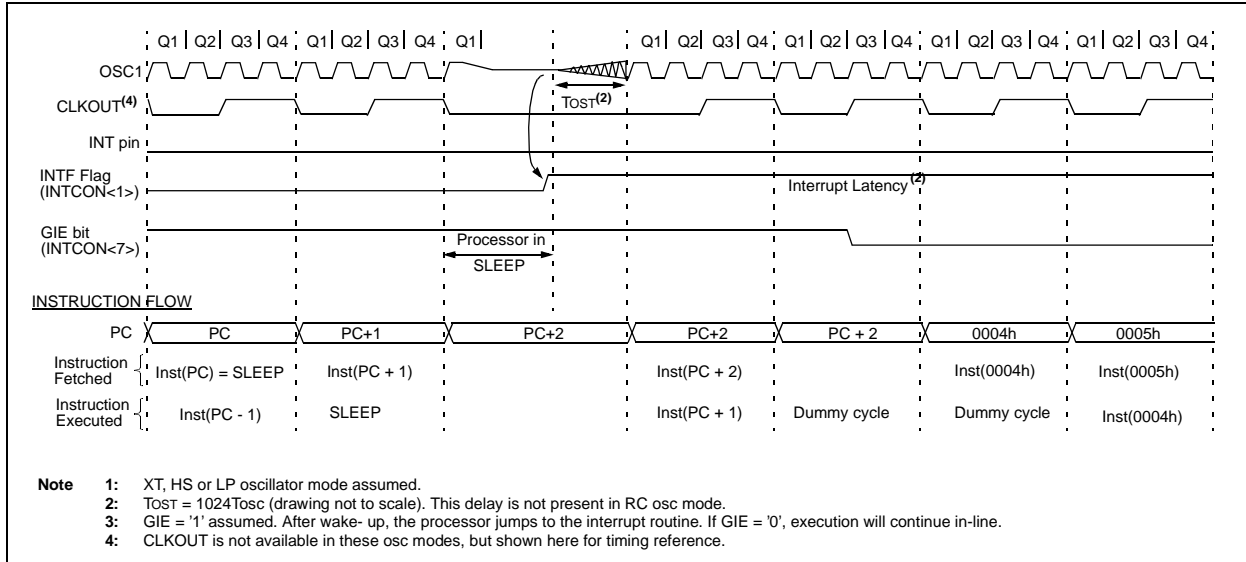 Q1 Q2 Q3 Q4 Q1 Q2 Q3 Q4 Q1 Q1 Q2 Q3 Q4 Q1 Q2 Q3 Q4 Q1 Q2 Q3 Q4 Q1 Q2 Q3 Q4
OSC1
TOST(2)
CLKOUT(4)
INT pin
INTF Flag
(INTCON<1>)
Interrupt Latency(2)
GIE bit
(INTCON<7>)
Processor in
SLEEP
INSTRUCTION FLOW
PC PC PC+1 PC+2 PC+2 PC + 2 0004h 0005h
Instruction
Fetched
Inst(PC) = SLEEP Inst(PC + 1) Inst(PC + 2) Inst(0004h) Inst(0005h)
Instruction
Executed
Inst(PC - 1) SLEEP Inst(PC + 1) Dummy cycle Dummy cycle Inst(0004h)
Note 1: XT, HS or LP oscillator mode assumed.
2: TOST = 1024Tosc (drawing not to scale). This delay is not present in RC osc mode.
3: GIE = '1' assumed. After wake- up, the processor jumps to the interrupt routine. If GIE = '0', execution will continue in-line.
4: CLKOUT is not available in these osc modes, but shown here for timing reference.